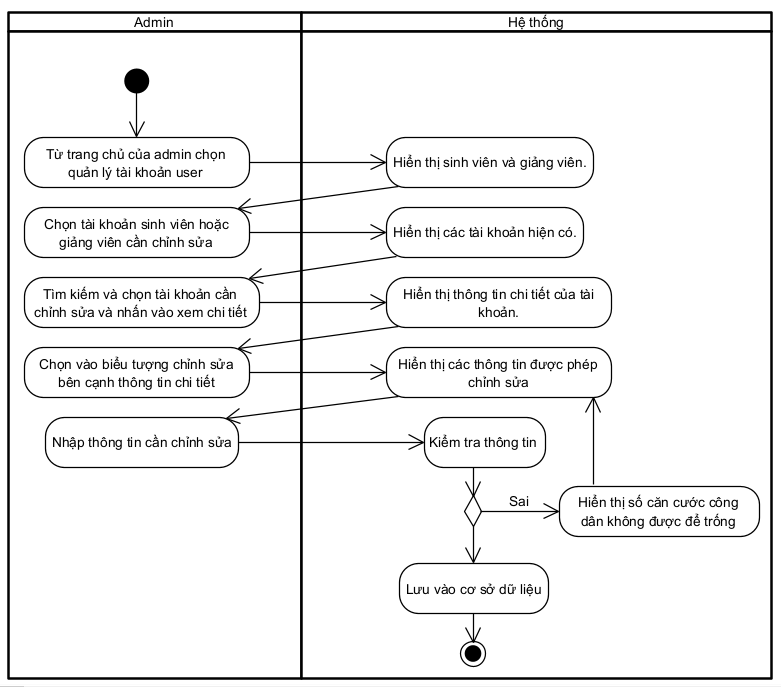 Admin
Hệ thống
Từ trang chủ của admin chọn
quản lý tài khoản user
Hiển thị sinh viên và giảng viên.
Chọn tài khoản sinh viên hoặc
giảng viên cần chỉnh sửa
Hiển thị các tài khoản hiện có.
Tìm kiếm và chọn tài khoản cần
chỉnh sửa và nhấn vào xem chi tiết
Hiển thị thông tin chi tiết của tài
khoản.
Chọn vào biểu tượng chỉnh sửa
bên cạnh thông tin chi tiết
Hiển thị các thông tin được phép
chỉnh sửa
Nhập thông tin cần chỉnh sửa
Kiểm tra thông tin
Sai
Hiển thị số căn cước công
dân không được để trống
Lưu vào cơ sở dữ liệu